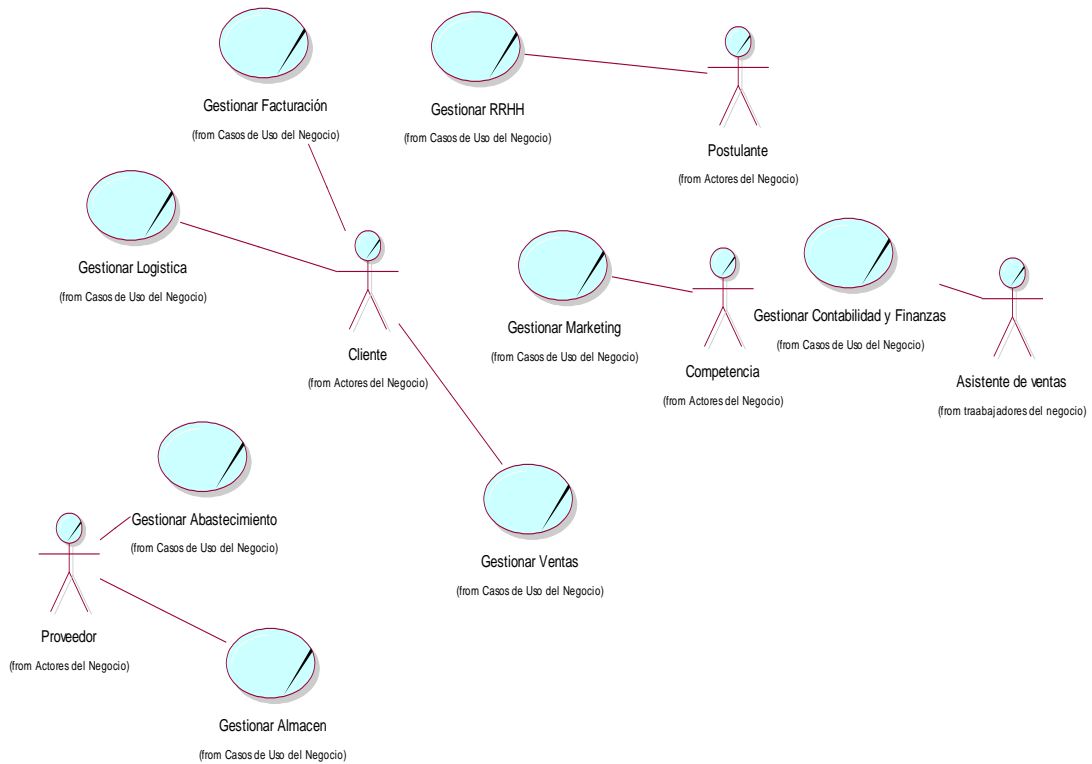 Gestionar Facturación
(from Casos de Uso del Negocio)
Gestionar RRHH
(from Casos de Uso del Negocio)
Postulante
(from Actores del Negocio)
Gestionar Logistica
(from Casos de Uso del Negocio)
Cliente
(from Actores del Negocio)
Gestionar Marketing
(from Casos de Uso del Negocio)
Competencia
(from Actores del Negocio)
Gestionar Contabilidad y Finanzas
(from Casos de Uso del Negocio)
Asistente de ventas
(from traabajadores del negocio)
Gestionar Abastecimiento
(from Casos de Uso del Negocio)
Gestionar Ventas
(from Casos de Uso del Negocio)
Proveedor
(from Actores del Negocio)
Gestionar Almacen
(from Casos de Uso del Negocio)